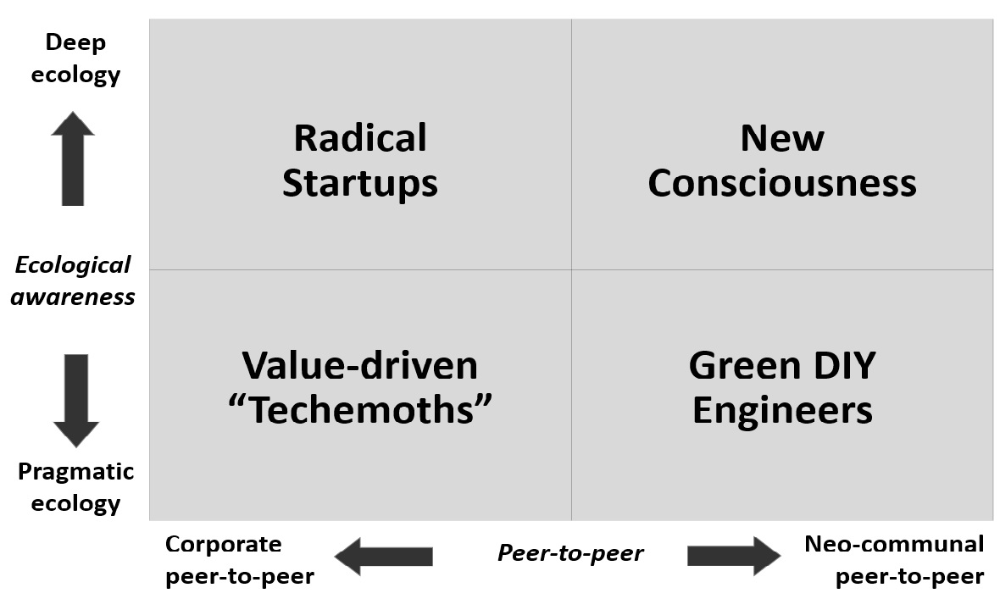 Deep
ecology
Radical
Startups
New
Consciousness
Ecological
awareness
Value-driven
“Techemoths”
Green DIY
Engineers
Pragmatic
ecology
Corporate
peer-to-peer
Peer-to-peer
Neo-communal
peer-to-peer